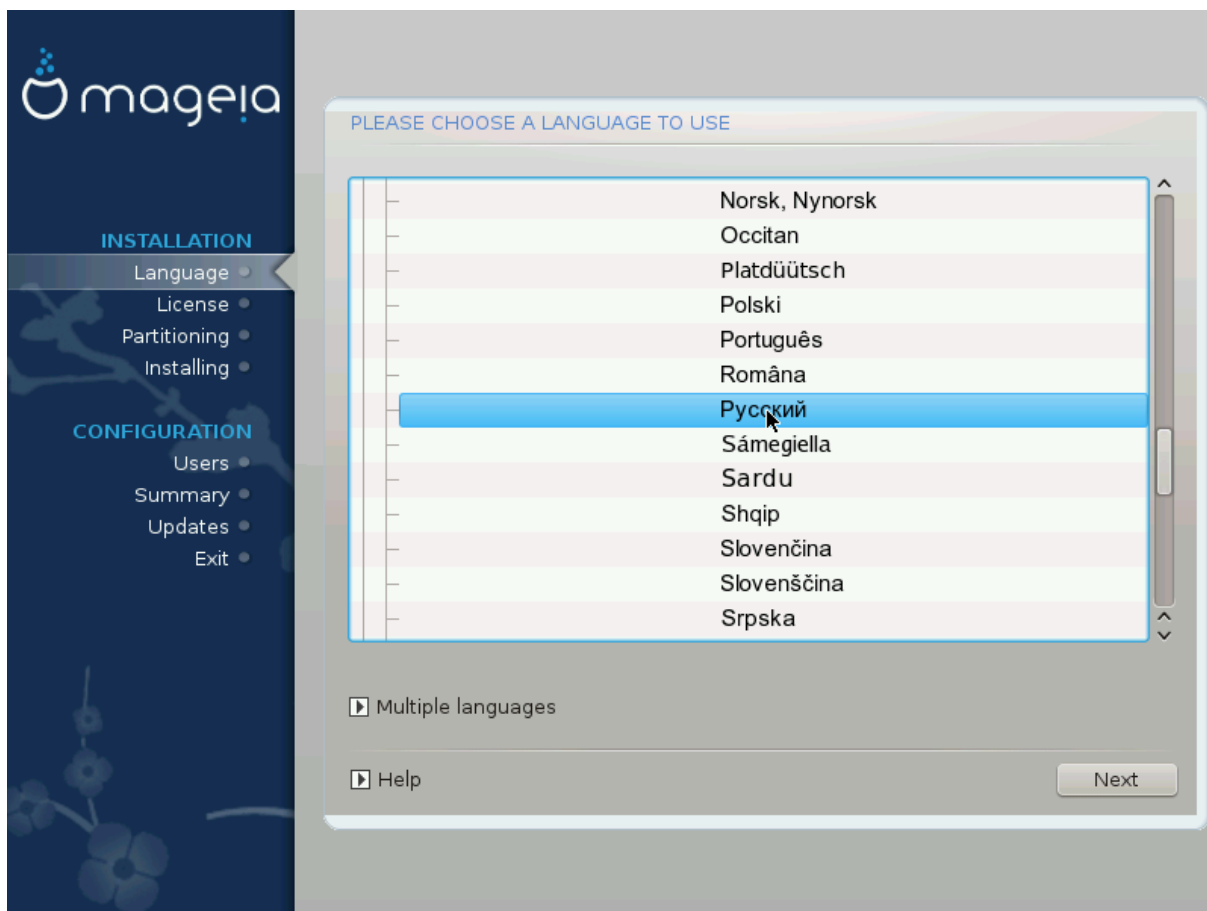 mageia
INSTALLATION
Language
License
Partitioning
Installing
CONFIGURATION
Users
Summary
Updates
Exit
PLEASE CHOOSE A LANGUAGE TO USE
Norsk, Nynorsk
Occitan
Platdüütsch
Polski
Português
Româna
Русский
Sámegiella
Sardu
Shqip
Slovenčina
Slovenščina
Srpska
Multiple languages
Help
Next